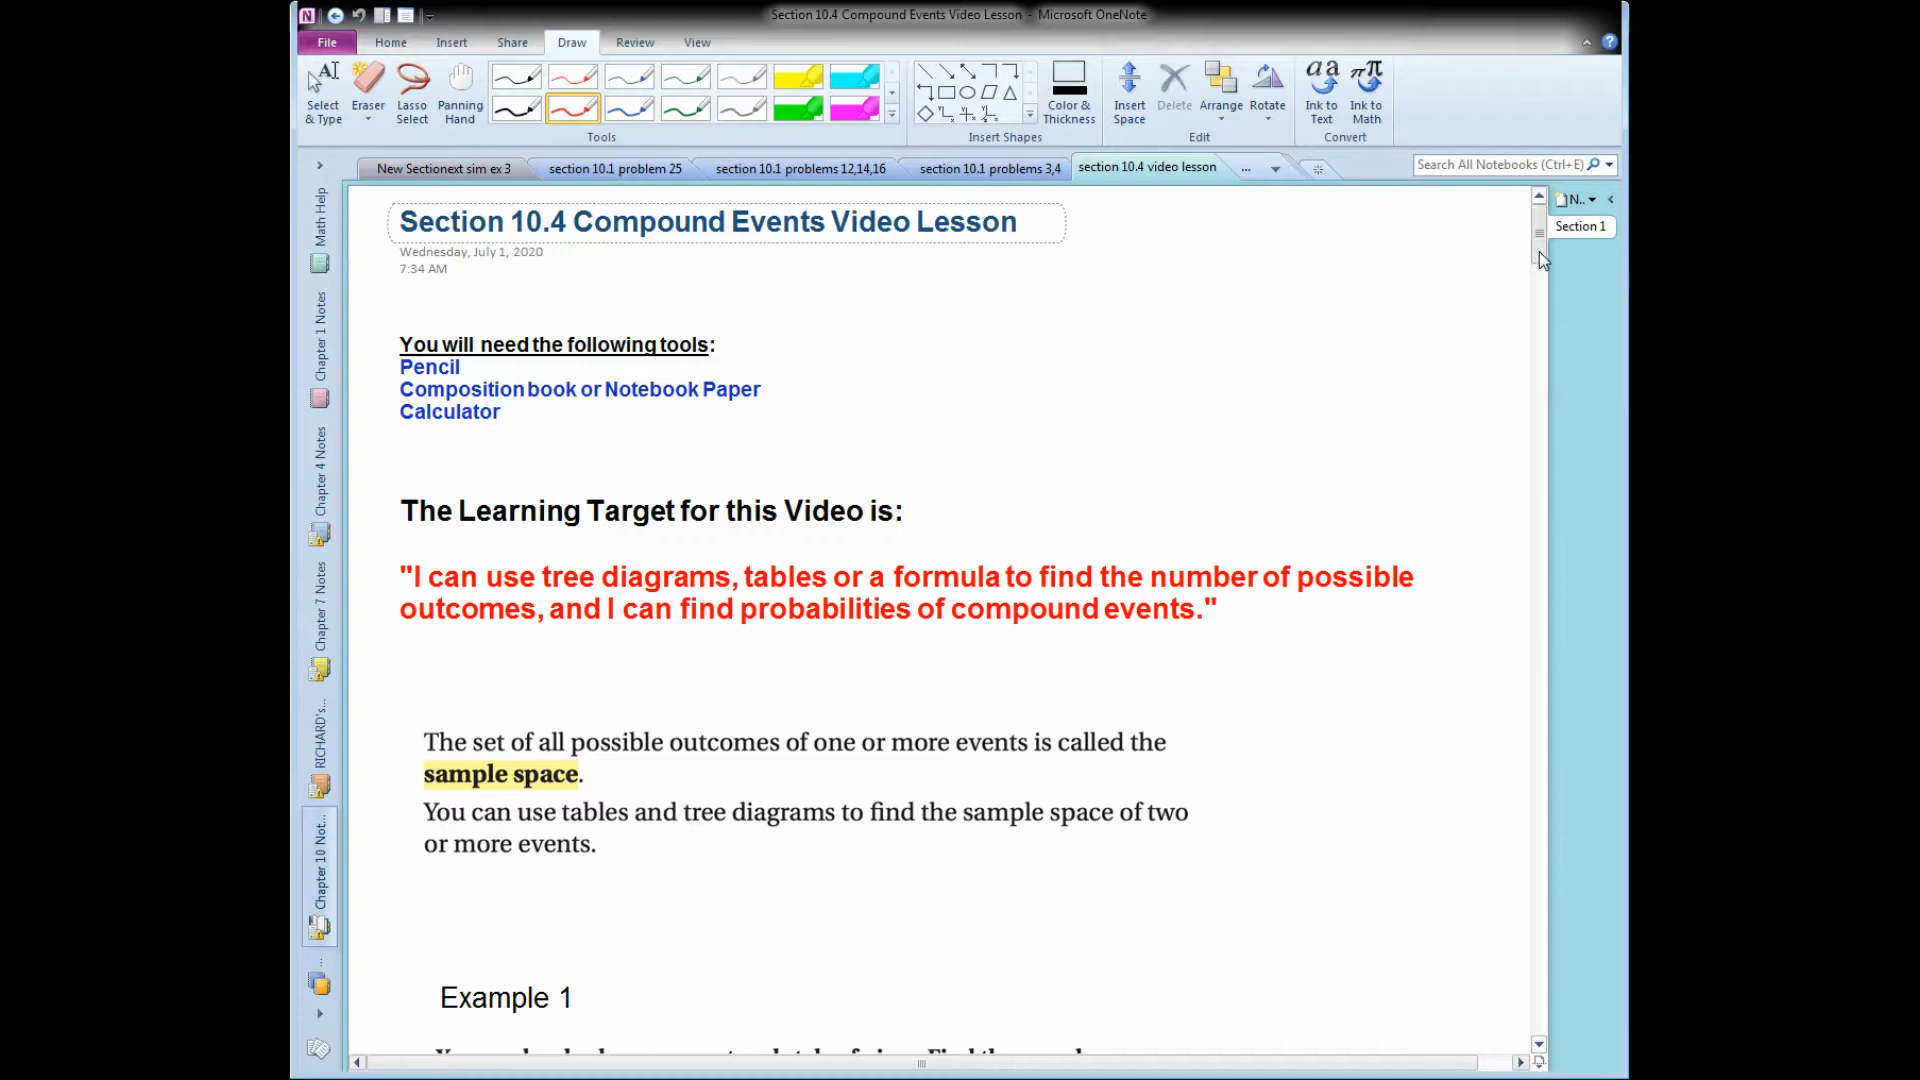 Section 10.4 Compound Events Video Lesson - Microsoft OneNote
File Home Insert Share Draw Review View
Select & Type
Eraser
Lasso Select
Panning Hand
Color & Thickness
Insert Space
Delete
Arrange
Rotate
Ink to Text
Ink to Math
Tools
Insert Shapes
Edit
Convert
New Sectionext sim ex 3
section 10.1 problem 25
section 10.1 problems 12,14,16
section 10.1 problems 3,4
section 10.4 video lesson
...
Search All Notebooks (Ctrl+E)
N..
Section 1
Math Help
Chapter 1 Notes
Chapter 4 Notes
Chapter 7 Notes
RICHARD's...
Chapter 10 Not...
Section 10.4 Compound Events Video Lesson
Wednesday, July 1, 2020
7:34 AM
You will need the following tools:
Pencil
Composition book or Notebook Paper
Calculator
The Learning Target for this Video is:
"I can use tree diagrams, tables or a formula to find the number of possible
outcomes, and I can find probabilities of compound events."
The set of all possible outcomes of one or more events is called the
sample space.
You can use tables and tree diagrams to find the sample space of two
or more events.
Example 1